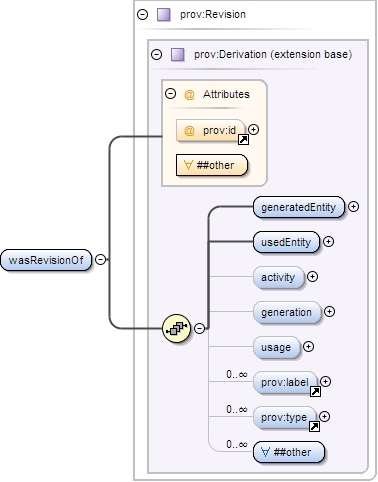 prov:Revision
prov:Derivation (extension base)
@ Attributes
@ prov:id
∀ ##other
generatedEntity
usedEntity
wasRevisionOf
activity
generation
usage
0..∞ prov:label
0..∞ prov:type
0..∞ ∀ ##other